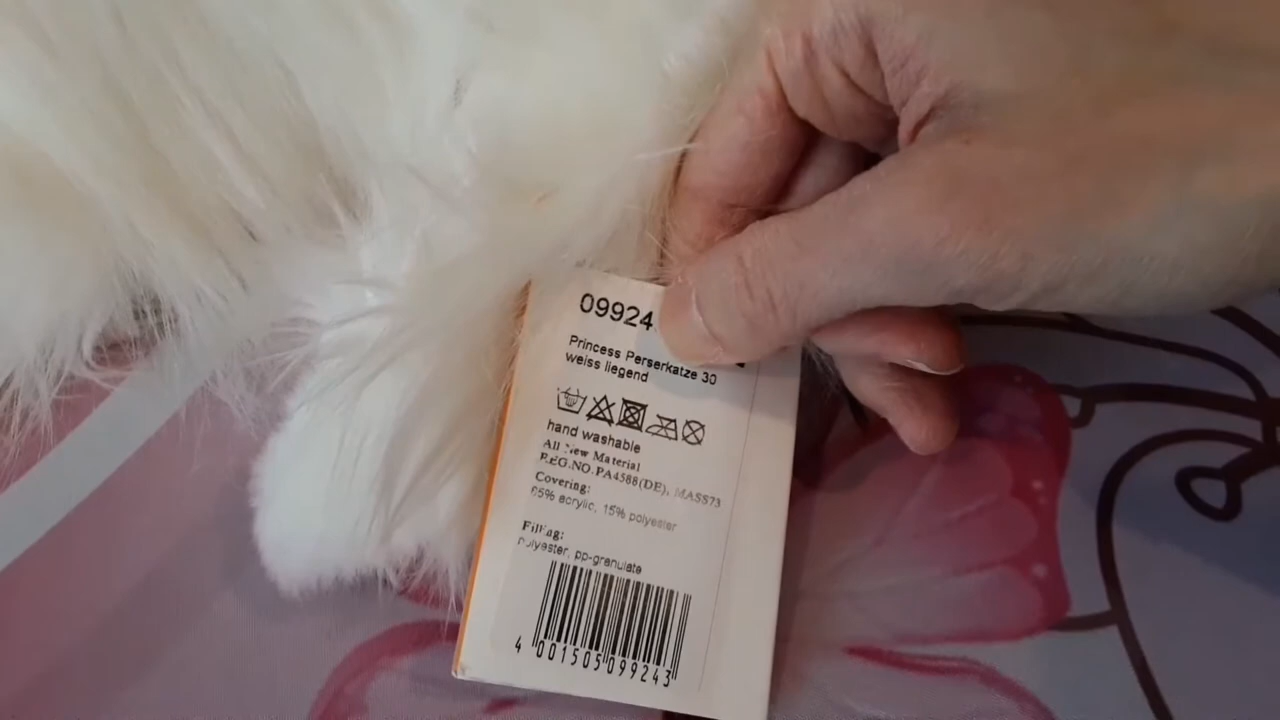 09924
Princess Perserkatze 30
weiss liegend
hand washable
All New Material
REG.NO.PA4588(DE), MASS73
Covering:
85% acrylic, 15% polyester
Filling:
polyester, pp-granulate
4 001505 099243